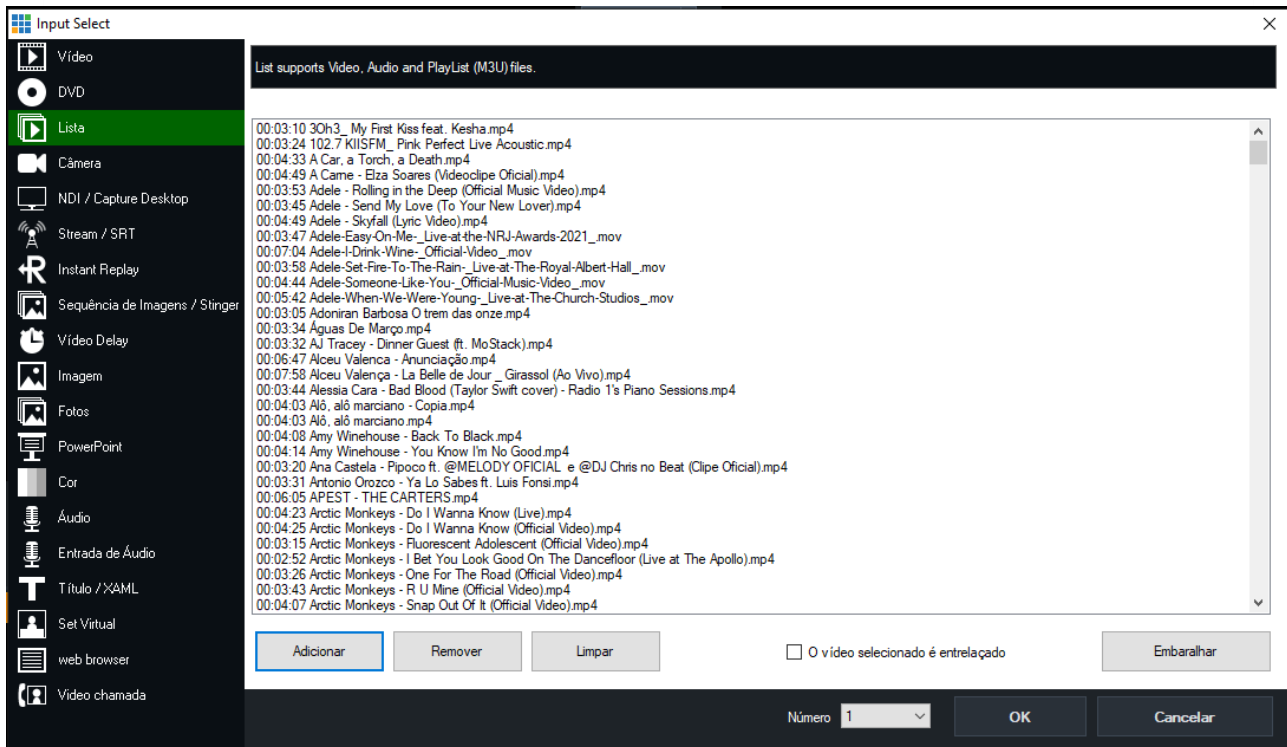 Input Select
Vídeo
DVD
Lista
Câmera
NDI / Capture Desktop
Stream / SRT
Instant Replay
Sequência de Imagens / Stinger
Vídeo Delay
Imagem
Fotos
PowerPoint
Cor
Áudio
Entrada de Áudio
Título / XAML
Set Virtual
web browser
Video chamada
List supports Video, Audio and PlayList (M3U) files.
00:03:10 3Oh3_ My First Kiss feat. Kesha.mp4
00:03:24 102.7 KIISFM_ Pink Perfect Live Acoustic.mp4
00:04:33 A Car, a Torch, a Death.mp4
00:04:49 A Carne - Elza Soares (Videoclipe Oficial).mp4
00:03:53 Adele - Rolling in the Deep (Official Music Video).mp4
00:03:45 Adele - Send My Love (To Your New Lover).mp4
00:04:49 Adele - Skyfall (Lyric Video).mp4
00:03:47 Adele-Easy-On-Me-_Live-at-the-NRJ-Awards-2021_.mov
00:07:04 Adele-I-Drink-Wine-_Official-Video_.mov
00:03:58 Adele-Set-Fire-To-The-Rain-_Live-at-The-Royal-Albert-Hall_.mov
00:04:44 Adele-Someone-Like-You-_Official-Music-Video_.mov
00:05:42 Adele-When-We-Were-Young-_Live-at-The-Church-Studios_.mov
00:03:05 Adoniran Barbosa O trem das onze.mp4
00:03:34 Águas De Março.mp4
00:03:32 AJ Tracey - Dinner Guest (ft. MoStack).mp4
00:06:47 Alceu Valenca - Anunciação.mp4
00:07:58 Alceu Valença - La Belle de Jour _ Girassol (Ao Vivo).mp4
00:03:44 Alessia Cara - Bad Blood (Taylor Swift cover) - Radio 1's Piano Sessions.mp4
00:04:03 Alô, alô marciano - Copia.mp4
00:04:03 Alô, alô marciano.mp4
00:04:08 Amy Winehouse - Back To Black.mp4
00:04:14 Amy Winehouse - You Know I'm No Good.mp4
00:03:20 Ana Castela - Pipoco ft. @MELODY OFICIAL e @DJ Chris no Beat (Clipe Oficial).mp4
00:03:31 Antonio Orozco - Ya Lo Sabes ft. Luis Fonsi.mp4
00:06:05 APEST - THE CARTERS.mp4
00:04:23 Arctic Monkeys - Do I Wanna Know (Live).mp4
00:04:25 Arctic Monkeys - Do I Wanna Know (Official Video).mp4
00:03:15 Arctic Monkeys - Fluorescent Adolescent (Official Video).mp4
00:02:52 Arctic Monkeys - I Bet You Look Good On The Dancefloor (Live at The Apollo).mp4
00:03:26 Arctic Monkeys - One For The Road (Official Video).mp4
00:03:43 Arctic Monkeys - R U Mine (Official Video).mp4
00:04:07 Arctic Monkeys - Snap Out Of It (Official Video).mp4
Adicionar Remover Limpar O vídeo selecionado é entrelaçado Embaralhar
Número 1 OK Cancelar